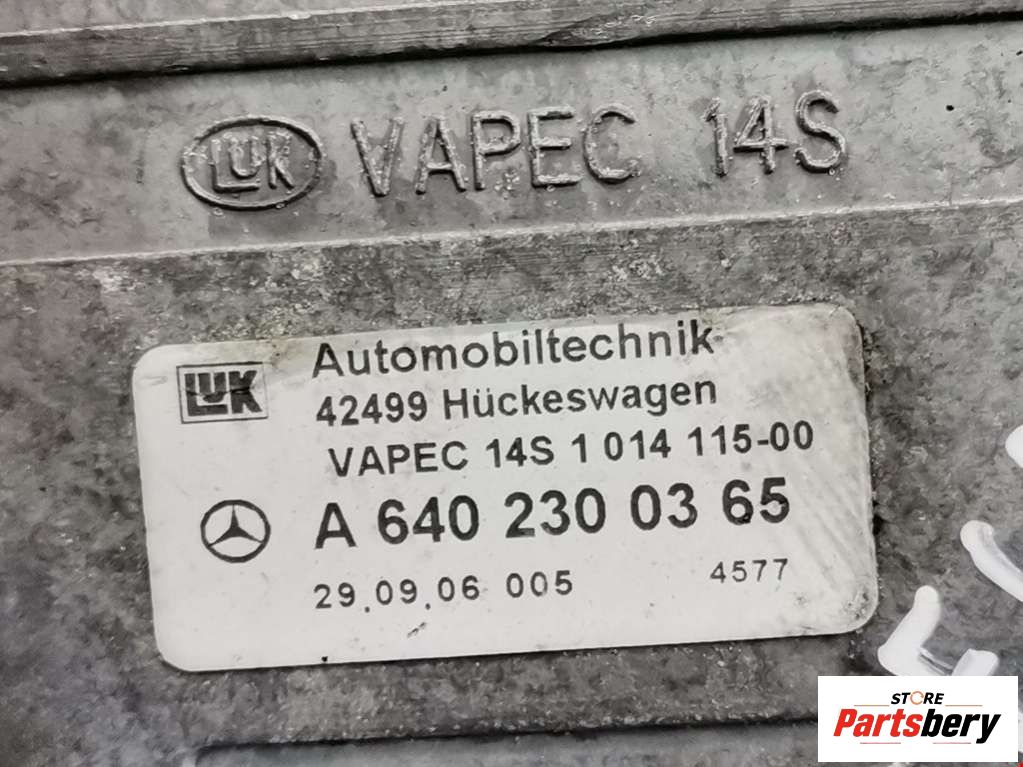 LUK VAPEC 14S
LUK Automobiltechnik
42499 Hückeswagen
VAPEC 14S 1 014 115-00
A 640 230 03 65
29.09.06 005 4577
STORE
Partsbery